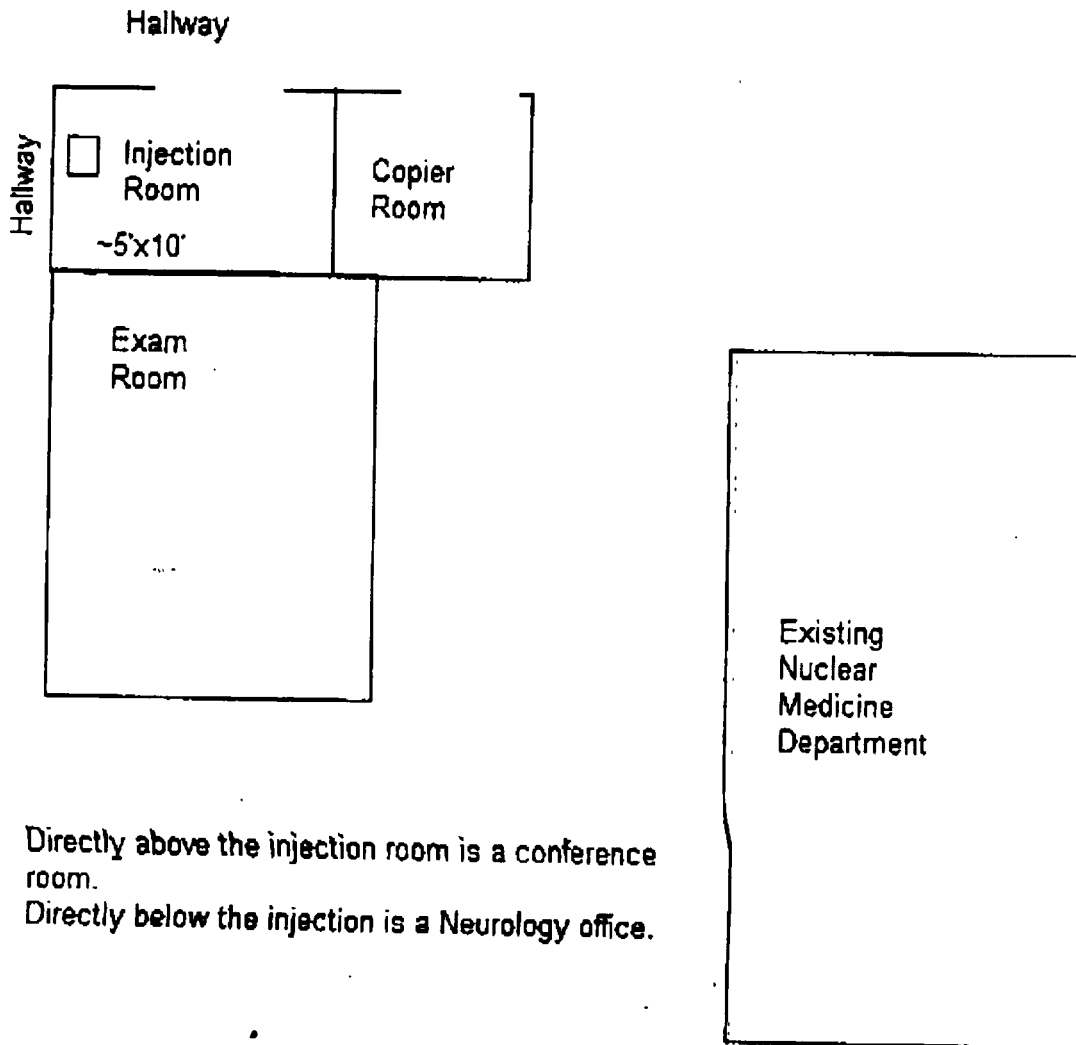 Hallway
Hallway
Injection
Room
~5'x10'
Copier
Room
Exam
Room
Existing
Nuclear
Medicine
Department
Directly above the injection room is a conference
room.
Directly below the injection is a Neurology office.